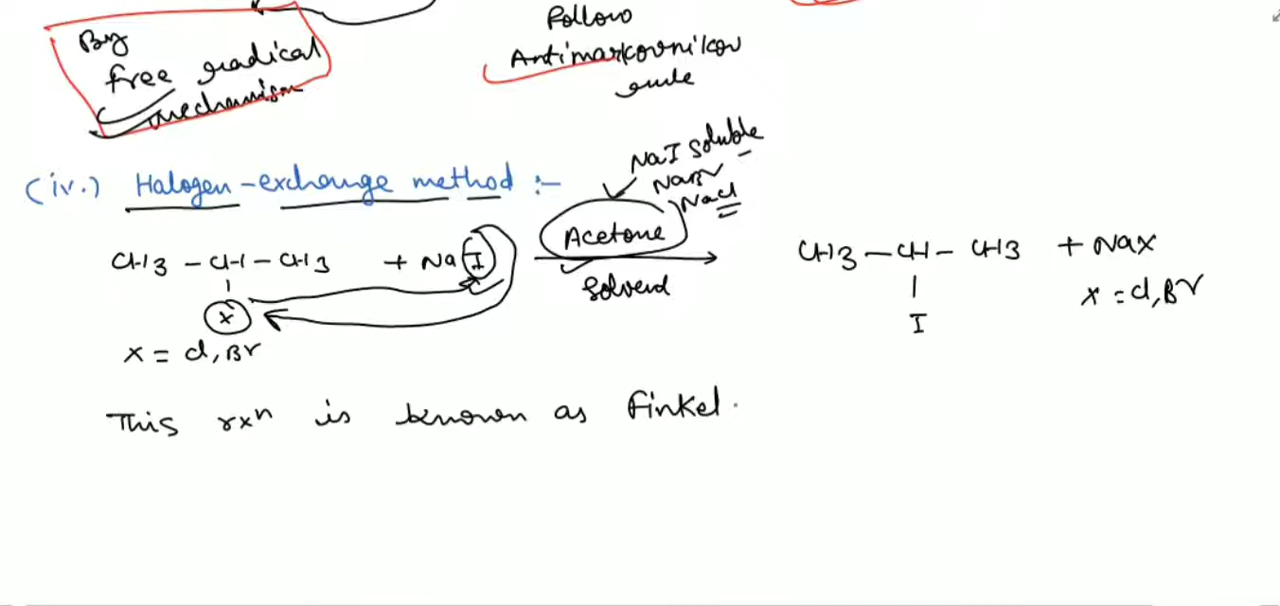 By
free radical
mechanism
Follow
Antimarkovnikov
rule
(iv.) Halogen-exchange method :-
NaI soluble
NaBr
NaCl
CH3 - CH - CH3 + NaI
Acetone
Solvend
CH3 - CH - CH3 + NaX
X
I
X = Cl, Br
X = Cl, Br
This rxn is known as Finkel